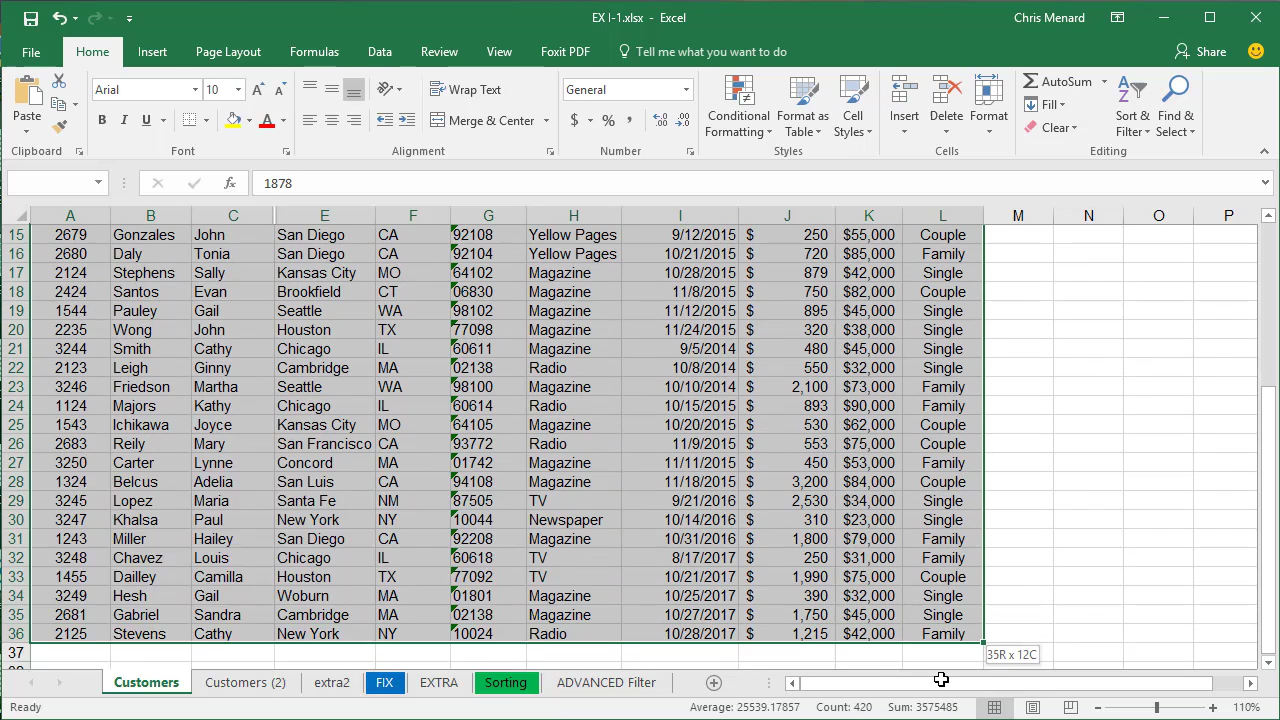 EX I-1.xlsx - Excel
Chris Menard
File Home Insert Page Layout Formulas Data Review View Foxit PDF Tell me what you want to do Share
Paste
Arial 10
B I U A A A
Wrap Text
Merge & Center
General
$ % ,
Conditional Formatting
Format as Table
Cell Styles
Insert
Delete
Format
AutoSum
Fill
Clear
Sort & Filter
Find & Select
Clipboard Font Alignment Number Styles Cells Editing
fx 1878
A B C E F G H I J K L M N O P
15 2679 Gonzales John San Diego CA 92108 Yellow Pages 9/12/2015 $ 250 $55,000 Couple
16 2680 Daly Tonia San Diego CA 92104 Yellow Pages 10/21/2015 $ 720 $85,000 Family
17 2124 Stephens Sally Kansas City MO 64102 Magazine 10/28/2015 $ 879 $42,000 Single
18 2424 Santos Evan Brookfield CT 06830 Magazine 11/8/2015 $ 750 $82,000 Couple
19 1544 Pauley Gail Seattle WA 98102 Magazine 11/12/2015 $ 895 $45,000 Single
20 2235 Wong John Houston TX 77098 Magazine 11/24/2015 $ 320 $38,000 Single
21 3244 Smith Cathy Chicago IL 60611 Magazine 9/5/2014 $ 480 $45,000 Single
22 2123 Leigh Ginny Cambridge MA 02138 Radio 10/8/2014 $ 550 $32,000 Single
23 3246 Friedson Martha Seattle WA 98100 Magazine 10/10/2014 $ 2,100 $73,000 Family
24 1124 Majors Kathy Chicago IL 60614 Radio 10/15/2015 $ 893 $90,000 Family
25 1543 Ichikawa Joyce Kansas City MO 64105 Magazine 10/20/2015 $ 530 $62,000 Couple
26 2683 Reily Mary San Francisco CA 93772 Radio 11/9/2015 $ 553 $75,000 Couple
27 3250 Carter Lynne Concord MA 01742 Magazine 11/11/2015 $ 450 $53,000 Family
28 1324 Belcus Adelia San Luis CA 94108 Magazine 11/18/2015 $ 3,200 $84,000 Couple
29 3245 Lopez Maria Santa Fe NM 87505 TV 9/21/2016 $ 2,530 $34,000 Single
30 3247 Khalsa Paul New York NY 10044 Newspaper 10/14/2016 $ 310 $23,000 Single
31 1243 Miller Hailey San Diego CA 92208 Magazine 10/31/2016 $ 1,800 $79,000 Family
32 3248 Chavez Louis Chicago IL 60618 TV 8/17/2017 $ 250 $31,000 Family
33 1455 Dailley Camilla Houston TX 77092 TV 10/21/2017 $ 1,990 $75,000 Couple
34 3249 Hesh Gail Woburn MA 01801 Magazine 10/25/2017 $ 390 $32,000 Single
35 2681 Gabriel Sandra Cambridge MA 02138 Magazine 10/27/2017 $ 1,750 $45,000 Single
36 2125 Stevens Cathy New York NY 10024 Radio 10/28/2017 $ 1,215 $42,000 Family
37
35R x 12C
Customers Customers (2) extra2 FIX EXTRA Sorting ADVANCED Filter
Ready Average: 25539.17857 Count: 420 Sum: 3575485 110%